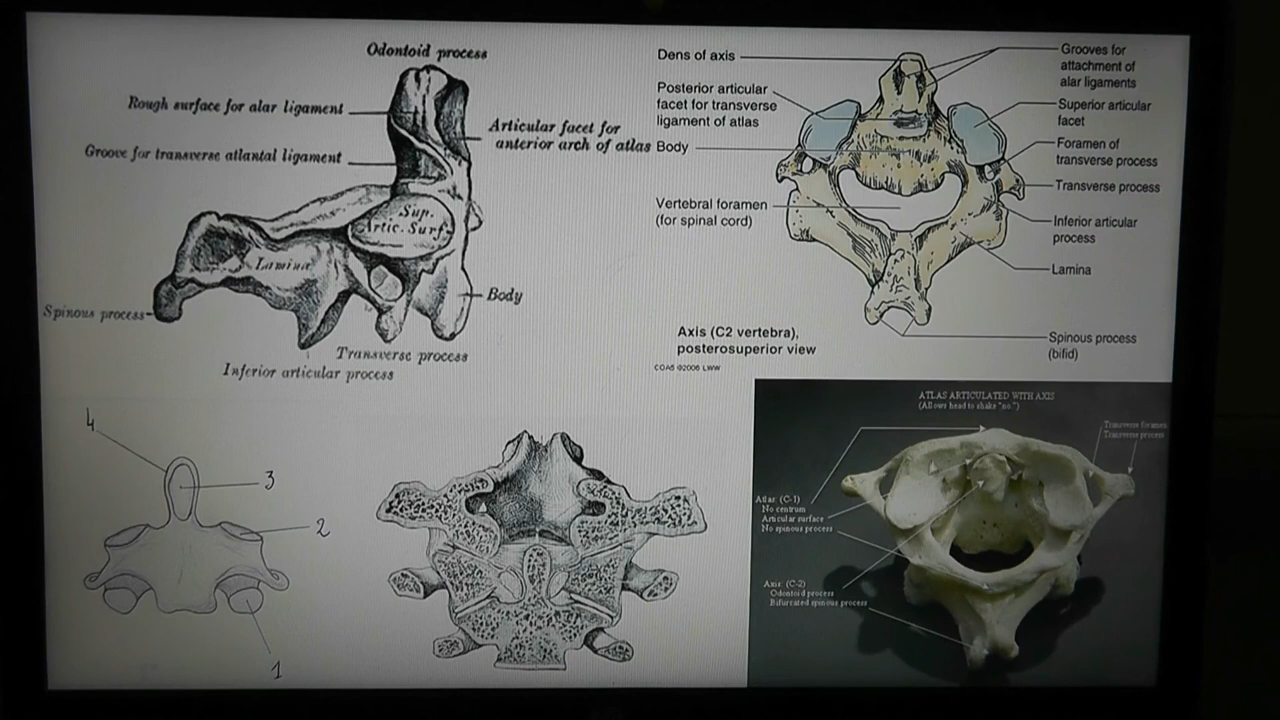 Odontoid process
Rough surface for alar ligament
Articular facet for
anterior arch of atlas
Groove for transverse atlantal ligament
Sup.
Artic. Surf.
Lamina
Spinous process
Body
Transverse process
Inferior articular process
Dens of axis
Posterior articular
facet for transverse
ligament of atlas
Body
Vertebral foramen
(for spinal cord)
Grooves for
attachment of
alar ligaments
Superior articular
facet
Foramen of
transverse process
Transverse process
Inferior articular
process
Lamina
Spinous process
(bifid)
Axis (C2 vertebra),
posterosuperior view
COA5 ©2006 LWW
4
3
2
1
ATLAS ARTICULATED WITH AXIS
(Allows head to shake "no.")
Transverse foramen
Transverse process
Atlas: (C-1)
No centrum
Articular surface
No spinous process
Axis: (C-2)
Odontoid process
Bifurcated spinous process